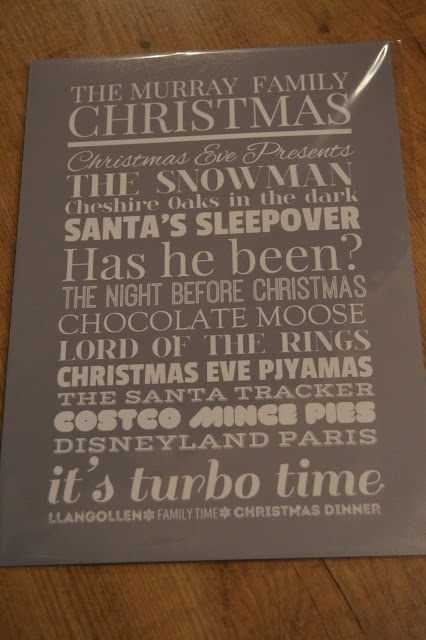 THE MURRAY FAMILY
CHRISTMAS
Christmas Eve Presents
THE SNOWMAN
Cheshire Oaks in the dark
SANTA'S SLEEPOVER
Has he been?
THE NIGHT BEFORE CHRISTMAS
CHOCOLATE MOOSE
LORD OF THE RINGS
CHRISTMAS EVE PJYAMAS
THE SANTA TRACKER
COSTCO MINCE PIES
DISNEYLAND PARIS
it's turbo time
LLANGOLLEN*FAMILY TIME*CHRISTMAS DINNER